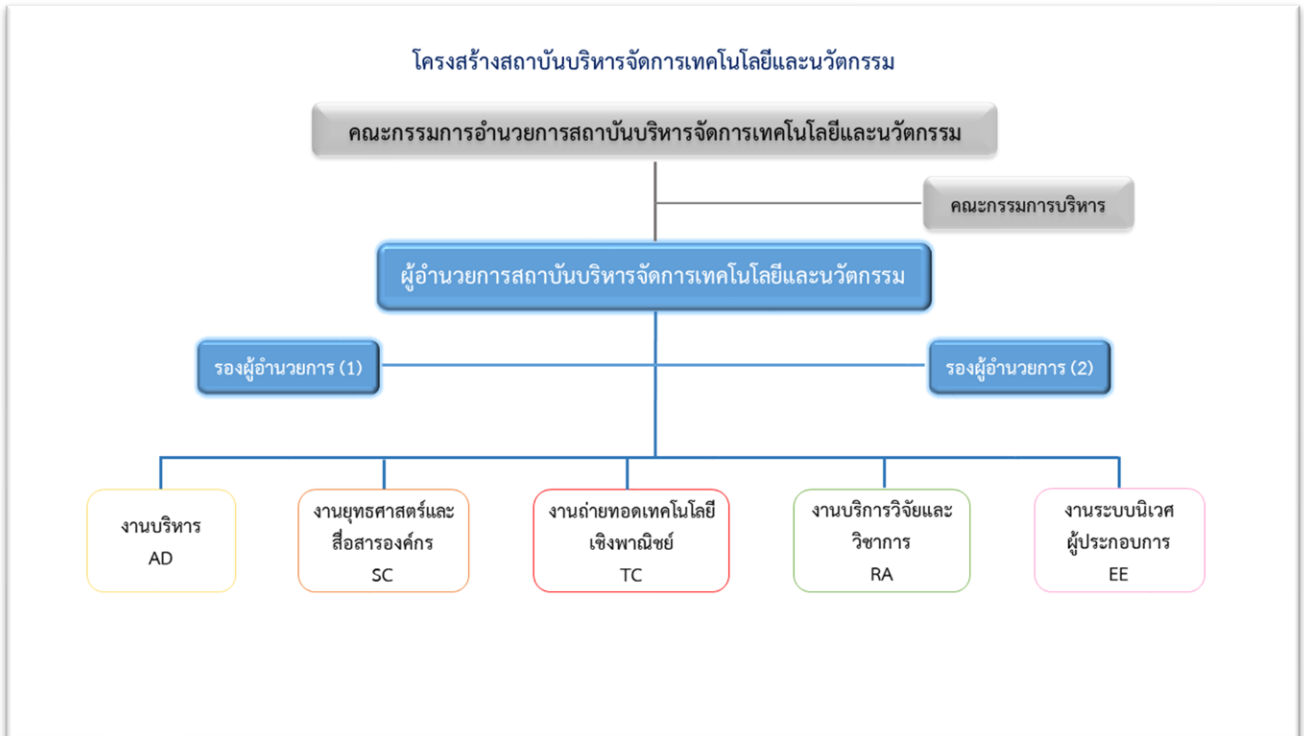 โครงสร้างสถาบันบริหารจัดการเทคโนโลยีและนวัตกรรม
คณะกรรมการอำนวยการสถาบันบริหารจัดการเทคโนโลยีและนวัตกรรม
คณะกรรมการบริหาร
ผู้อำนวยการสถาบันบริหารจัดการเทคโนโลยีและนวัตกรรม
รองผู้อำนวยการ (1)
รองผู้อำนวยการ (2)
งานบริหาร
AD
งานยุทธศาสตร์และ
สื่อสารองค์กร
SC
งานถ่ายทอดเทคโนโลยี
เชิงพาณิชย์
TC
งานบริการวิจัยและ
วิชาการ
RA
งานระบบนิเวศ
ผู้ประกอบการ
EE